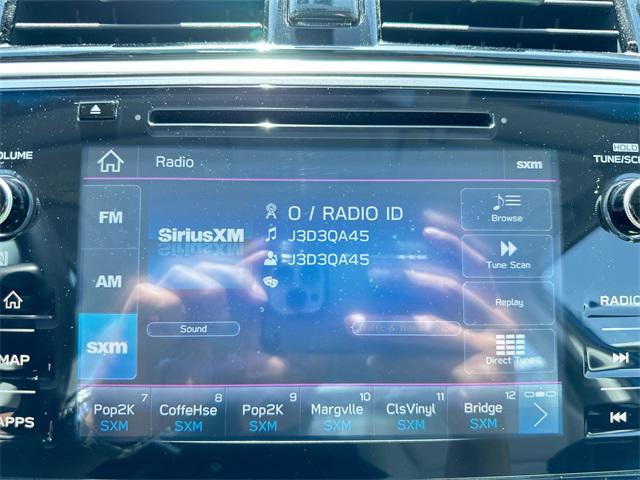 VOLUME
HOLD
TUNE/SCR
Radio
sxm
FM
AM
sxm
SiriusXM
0 / RADIO ID
J3D3QA45
J3D3QA45
Browse
Tune Scan
Replay
Direct Tune
Sound
MAP
APPS
RADIO
7
Pop2K
SXM
8
CoffeHse
SXM
9
Pop2K
SXM
10
Margvlle
SXM
11
ClsVinyl
SXM
12
Bridge
SXM